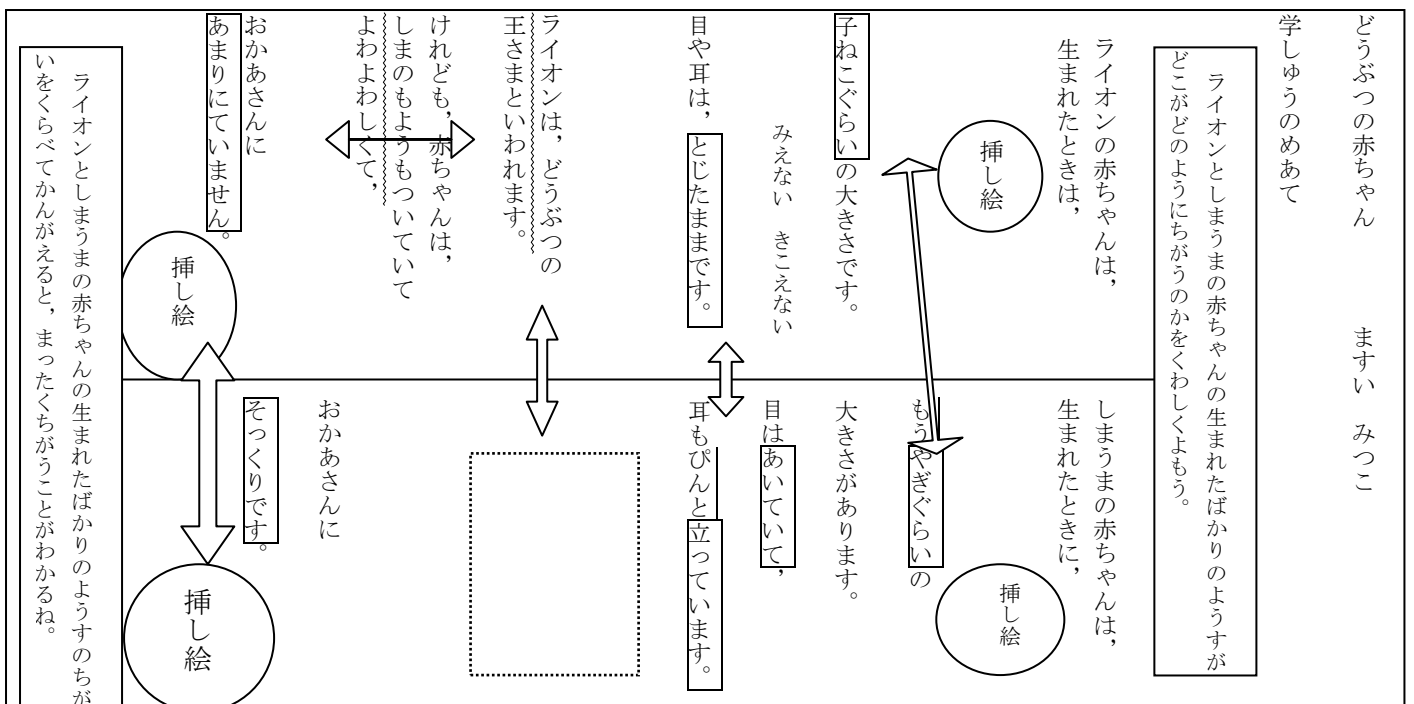 どうぶつの赤ちゃん　ますい　みつこ
学しゅうのめあて
ライオンとしまうまの赤ちゃんの生まれたばかりのようすが
どこがどのようにちがうのかをくわしくよもう。
ライオンの赤ちゃんは，
生まれたときは，
挿し絵
子ねこぐらいの大きさです。
みえない　きこえない
目や耳は，とじたままです。
ライオンは，どうぶつの
王さまといわれます。
けれども，赤ちゃんは，
しまのもようもついていて
よわよわしくて，
おかあさんに
あまりにていません。
挿し絵
しまうまの赤ちゃんは，
生まれたときに，
挿し絵
もうやぎぐらいの
大きさがあります。
目はあいていて，
耳もぴんと立っています。
おかあさんに
そっくりです。
挿し絵
ライオンとしまうまの赤ちゃんの生まれたばかりのようすのちが
いをくらべてかんがえると，まったくちがうことがわかるね。